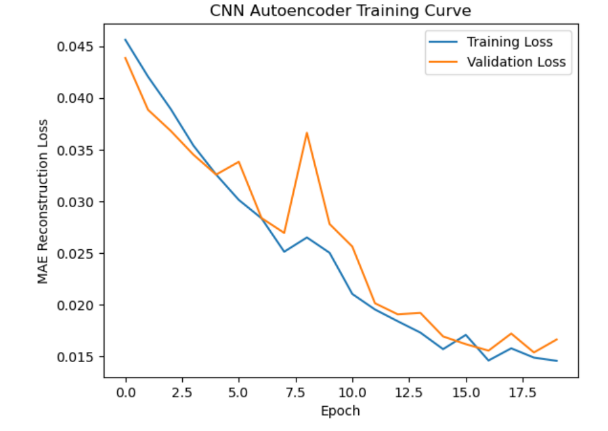 CNN Autoencoder Training Curve
Training Loss
Validation Loss
MAE Reconstruction Loss
0.045
0.040
0.035
0.030
0.025
0.020
0.015
0.0 2.5 5.0 7.5 10.0 12.5 15.0 17.5
Epoch